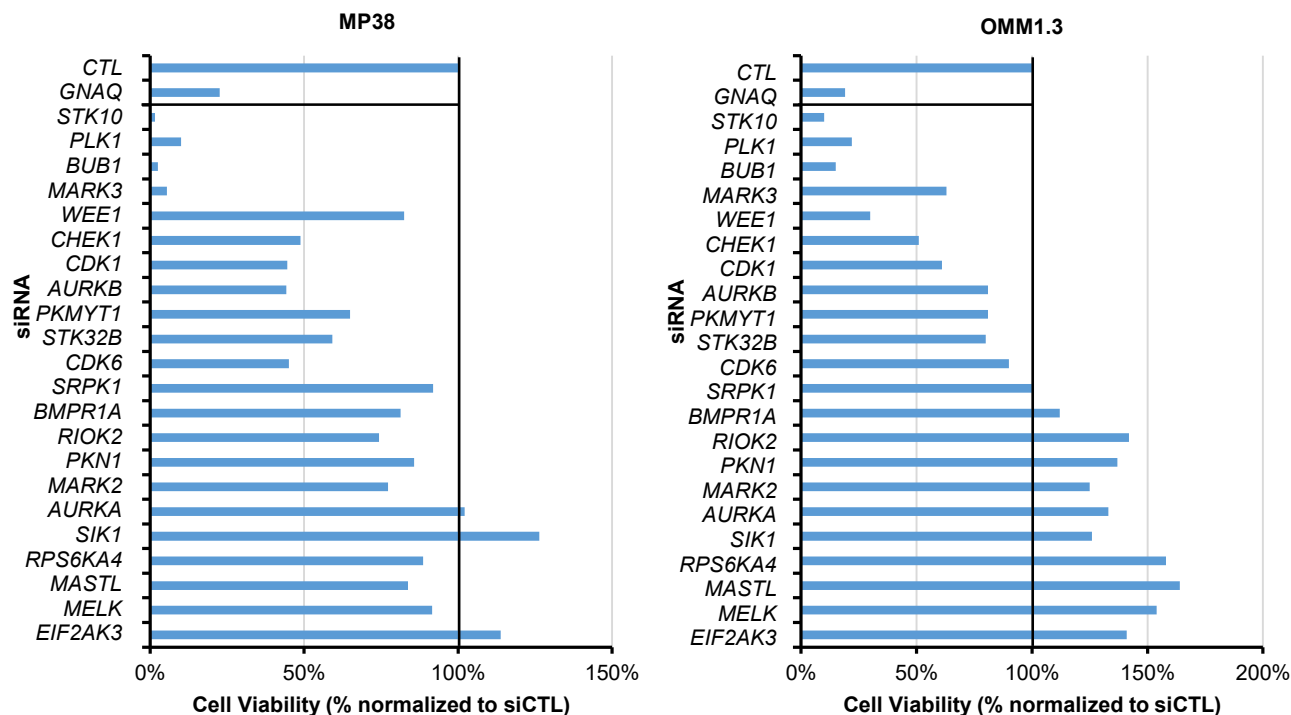 MP38
siRNA
CTL
GNAQ
STK10
PLK1
BUB1
MARK3
WEE1
CHEK1
CDK1
AURKB
PKMYT1
STK32B
CDK6
SRPK1
BMPR1A
RIOK2
PKN1
MARK2
AURKA
SIK1
RPS6KA4
MASTL
MELK
EIF2AK3
0% 50% 100% 150%
Cell Viability (% normalized to siCTL)
OMM1.3
siRNA
CTL
GNAQ
STK10
PLK1
BUB1
MARK3
WEE1
CHEK1
CDK1
AURKB
PKMYT1
STK32B
CDK6
SRPK1
BMPR1A
RIOK2
PKN1
MARK2
AURKA
SIK1
RPS6KA4
MASTL
MELK
EIF2AK3
0% 50% 100% 150% 200%
Cell Viability (% normalized to siCTL)